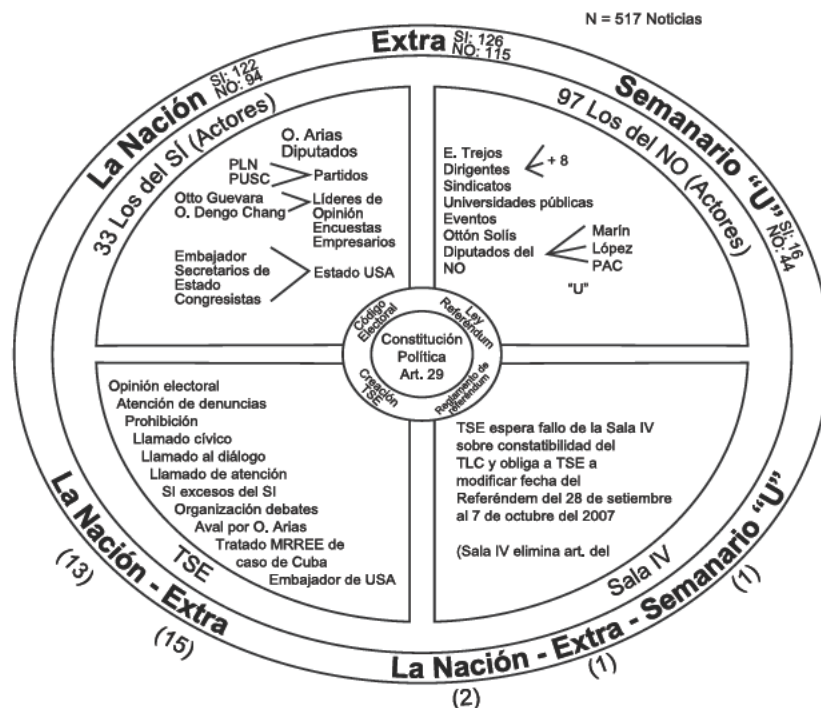 N = 517 Noticias
La Nación
SI: 122
NO: 94
Extra
SI: 126
NO: 115
Semanario "U"
SI: 16
NO: 44
33 Los del SÍ (Actores)
O. Arias
Diputados
PLN
PUSC
Partidos
Otto Guevara
O. Dengo Chang
Líderes de
Opinión
Encuestas
Empresarios
Embajador
Secretarios de
Estado
Congresistas
Estado USA
97 Los del NO (Actores)
E. Trejos
Dirigentes
+ 8
Sindicatos
Universidades públicas
Eventos
Ottón Solís
Diputados del
NO
Marín
López
PAC
"U"
Código
Electoral
Ley
Referéndum
Constitución
Política
Art. 29
Creación
TSE
Reglamento de
referéndum
Opinión electoral
Atención de denuncias
Prohibición
Llamado cívico
Llamado al diálogo
Llamado de atención
SI excesos del SI
Organización debates
Aval por O. Arias
Tratado MRREE de
caso de Cuba
Embajador de USA
TSE
TSE espera fallo de la Sala IV
sobre constatibilidad del
TLC y obliga a TSE a
modificar fecha del
Referéndem del 28 de setiembre
al 7 de octubre del 2007
(Sala IV elimina art. del
Sala IV
La Nación - Extra
(13)
(15)
La Nación - Extra - Semanario "U"
(2)
(1)
(1)